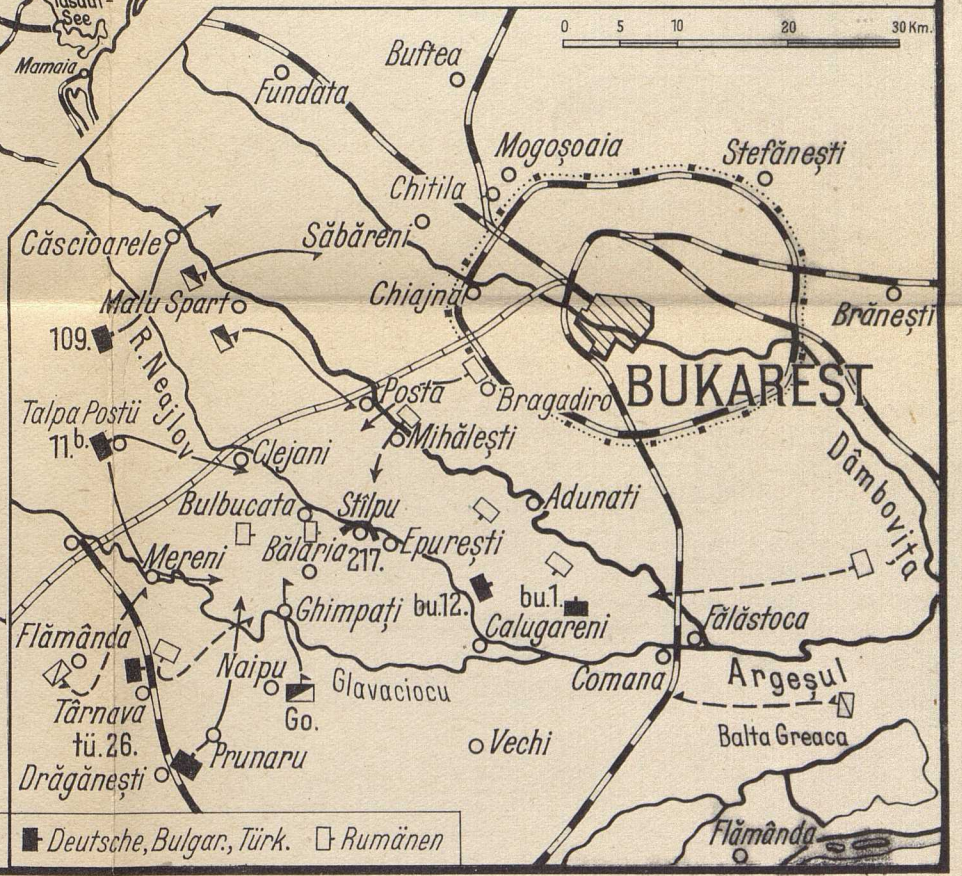 See
Mamaia
0 5 10 20 30 Km.
Buftea
Fundata
Mogoșoaia
Ștefănești
Chitila
Căscioarele
Săbăreni
Chiajna
Malu Spart
Brănești
109.
R. Neajlov
Posta
Bragadiro
BUKAREST
Talpa Postü
11.b.
Mihălești
Clejani
Dâmbovița
Bulbucata
Stîlpu
Adunati
Bălăria
217.
Epurești
Mereni
Ghimpați
bu.12.
bu.1.
Fălăstoca
Calugareni
Flămânda
Naipu
Glavaciocu
Comana
Argeșul
Târnava
Go.
tü.26.
Balta Greaca
Prunaru
Vechi
Drăgănești
Flămânda
Deutsche, Bulgar., Türk. Rumänen